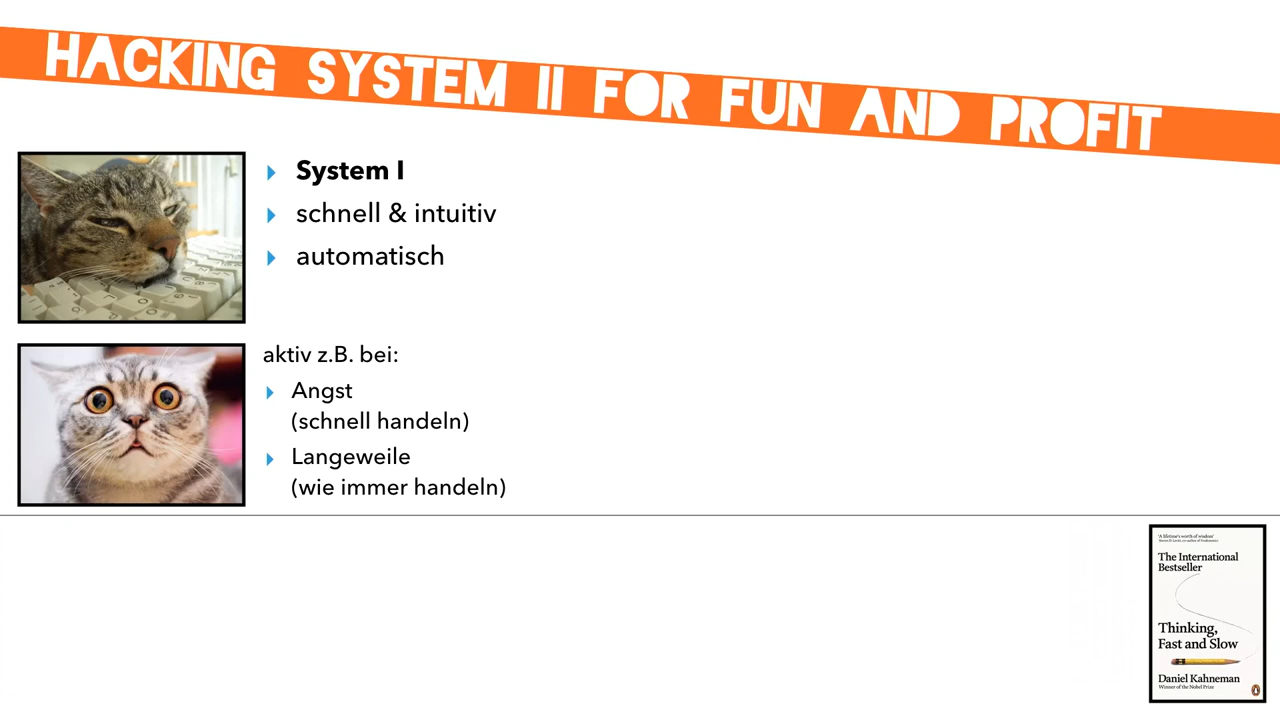 HACKING SYSTEM II FOR FUN AND PROFIT
System I
schnell & intuitiv
automatisch
aktiv z.B. bei:
Angst
(schnell handeln)
Langeweile
(wie immer handeln)
'A lifetime's worth of wisdom'
The International
Bestseller
Thinking,
Fast and Slow
Daniel Kahneman
Winner of the Nobel Prize